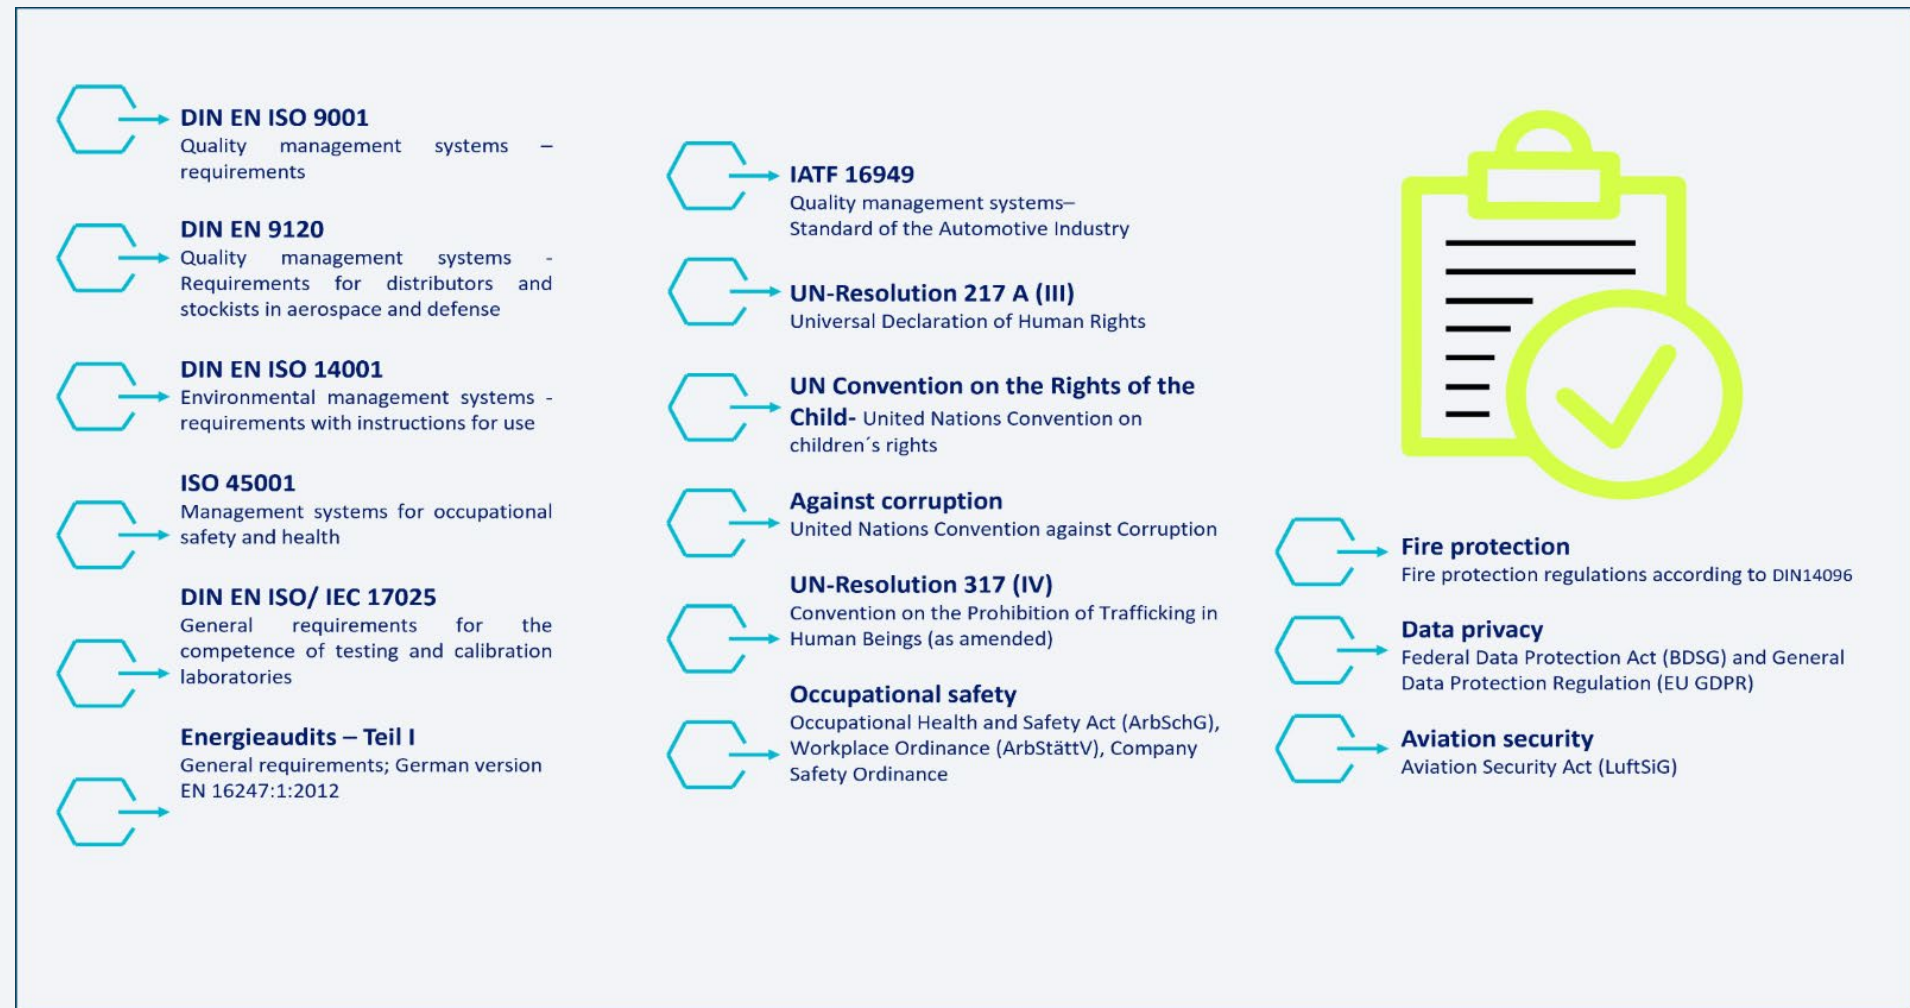 DIN EN ISO 9001
Quality management systems –
requirements
DIN EN 9120
Quality management systems -
Requirements for distributors and
stockists in aerospace and defense
DIN EN ISO 14001
Environmental management systems -
requirements with instructions for use
ISO 45001
Management systems for occupational
safety and health
DIN EN ISO/ IEC 17025
General requirements for the
competence of testing and calibration
laboratories
Energieaudits – Teil I
General requirements; German version
EN 16247:1:2012
IATF 16949
Quality management systems–
Standard of the Automotive Industry
UN-Resolution 217 A (III)
Universal Declaration of Human Rights
UN Convention on the Rights of the
Child- United Nations Convention on
children´s rights
Against corruption
United Nations Convention against Corruption
UN-Resolution 317 (IV)
Convention on the Prohibition of Trafficking in
Human Beings (as amended)
Occupational safety
Occupational Health and Safety Act (ArbSchG),
Workplace Ordinance (ArbStättV), Company
Safety Ordinance
Fire protection
Fire protection regulations according to DIN14096
Data privacy
Federal Data Protection Act (BDSG) and General
Data Protection Regulation (EU GDPR)
Aviation security
Aviation Security Act (LuftSiG)